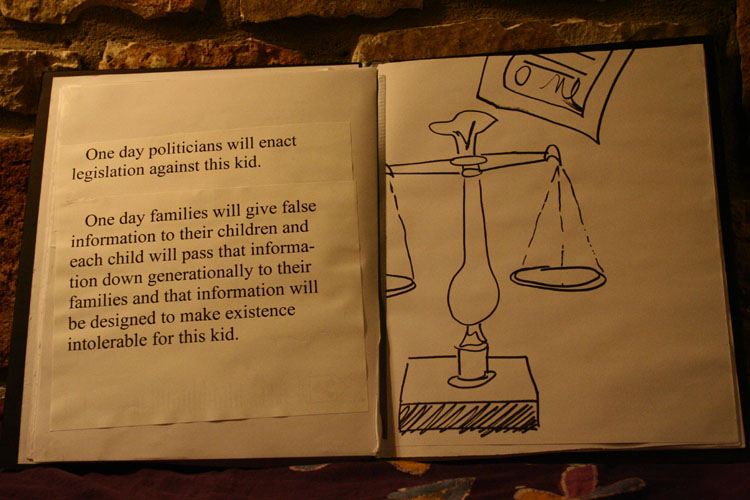 One day politicians will enact
legislation against this kid.
One day families will give false
information to their children and
each child will pass that informa-
tion down generationally to their
families and that information will
be designed to make existence
intolerable for this kid.
One